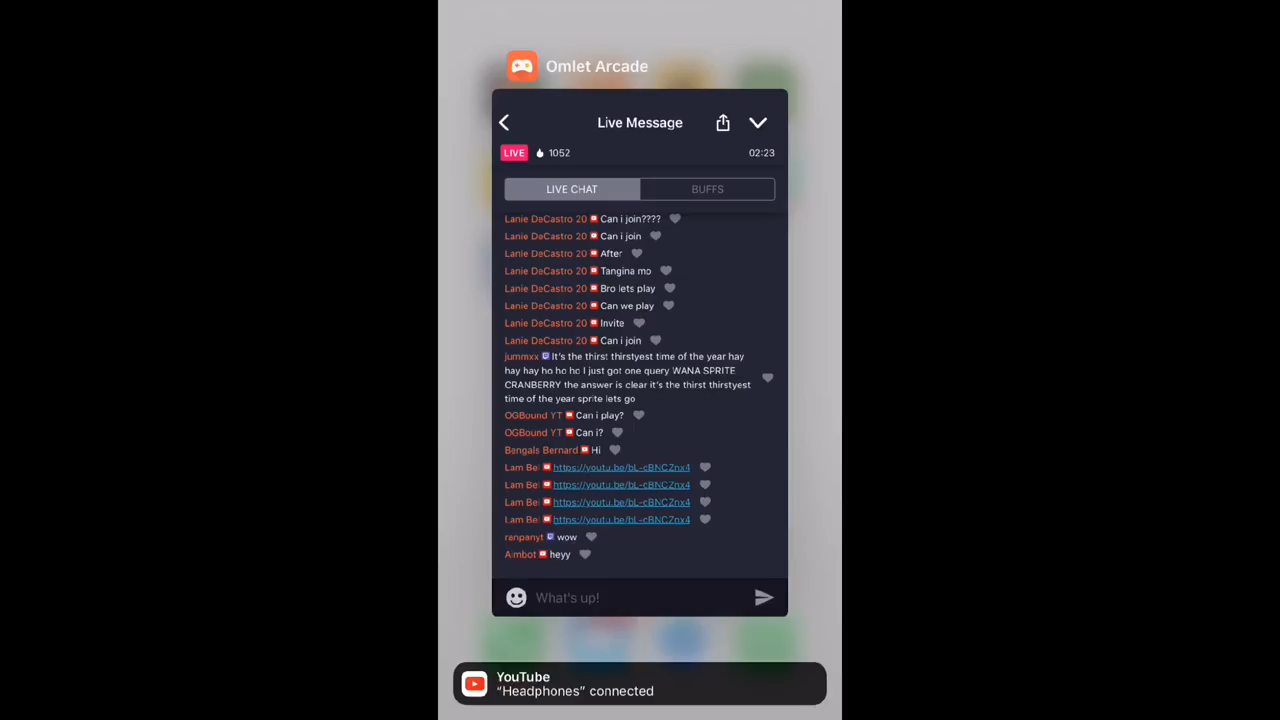 Omlet Arcade
Live Message
LIVE 1052 02:23
LIVE CHAT BUFFS
Lanie DeCastro 20 Can i join????
Lanie DeCastro 20 Can i join
Lanie DeCastro 20 After
Lanie DeCastro 20 Tangina mo
Lanie DeCastro 20 Bro lets play
Lanie DeCastro 20 Can we play
Lanie DeCastro 20 Invite
Lanie DeCastro 20 Can i join
jummxx It's the thirst thirstyest time of the year hay
hay hay ho ho ho I just got one query WANA SPRITE
CRANBERRY the answer is clear it's the thirst thirstyest
time of the year sprite lets go
OGBound YT Can i play?
OGBound YT Can i?
Bengals Bernard Hi
Lam Be https://youtu.be/bL-cBNCZnx4
Lam Be https://youtu.be/bL-cBNCZnx4
Lam Be https://youtu.be/bL-cBNCZnx4
Lam Be https://youtu.be/bL-cBNCZnx4
ranpanyt wow
Aimbot heyy
What's up!
YouTube
“Headphones” connected